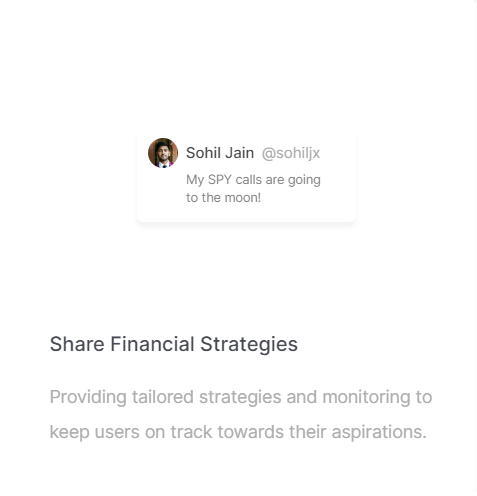 Sohil Jain @sohiljx
My SPY calls are going
to the moon!
Share Financial Strategies
Providing tailored strategies and monitoring to
keep users on track towards their aspirations.